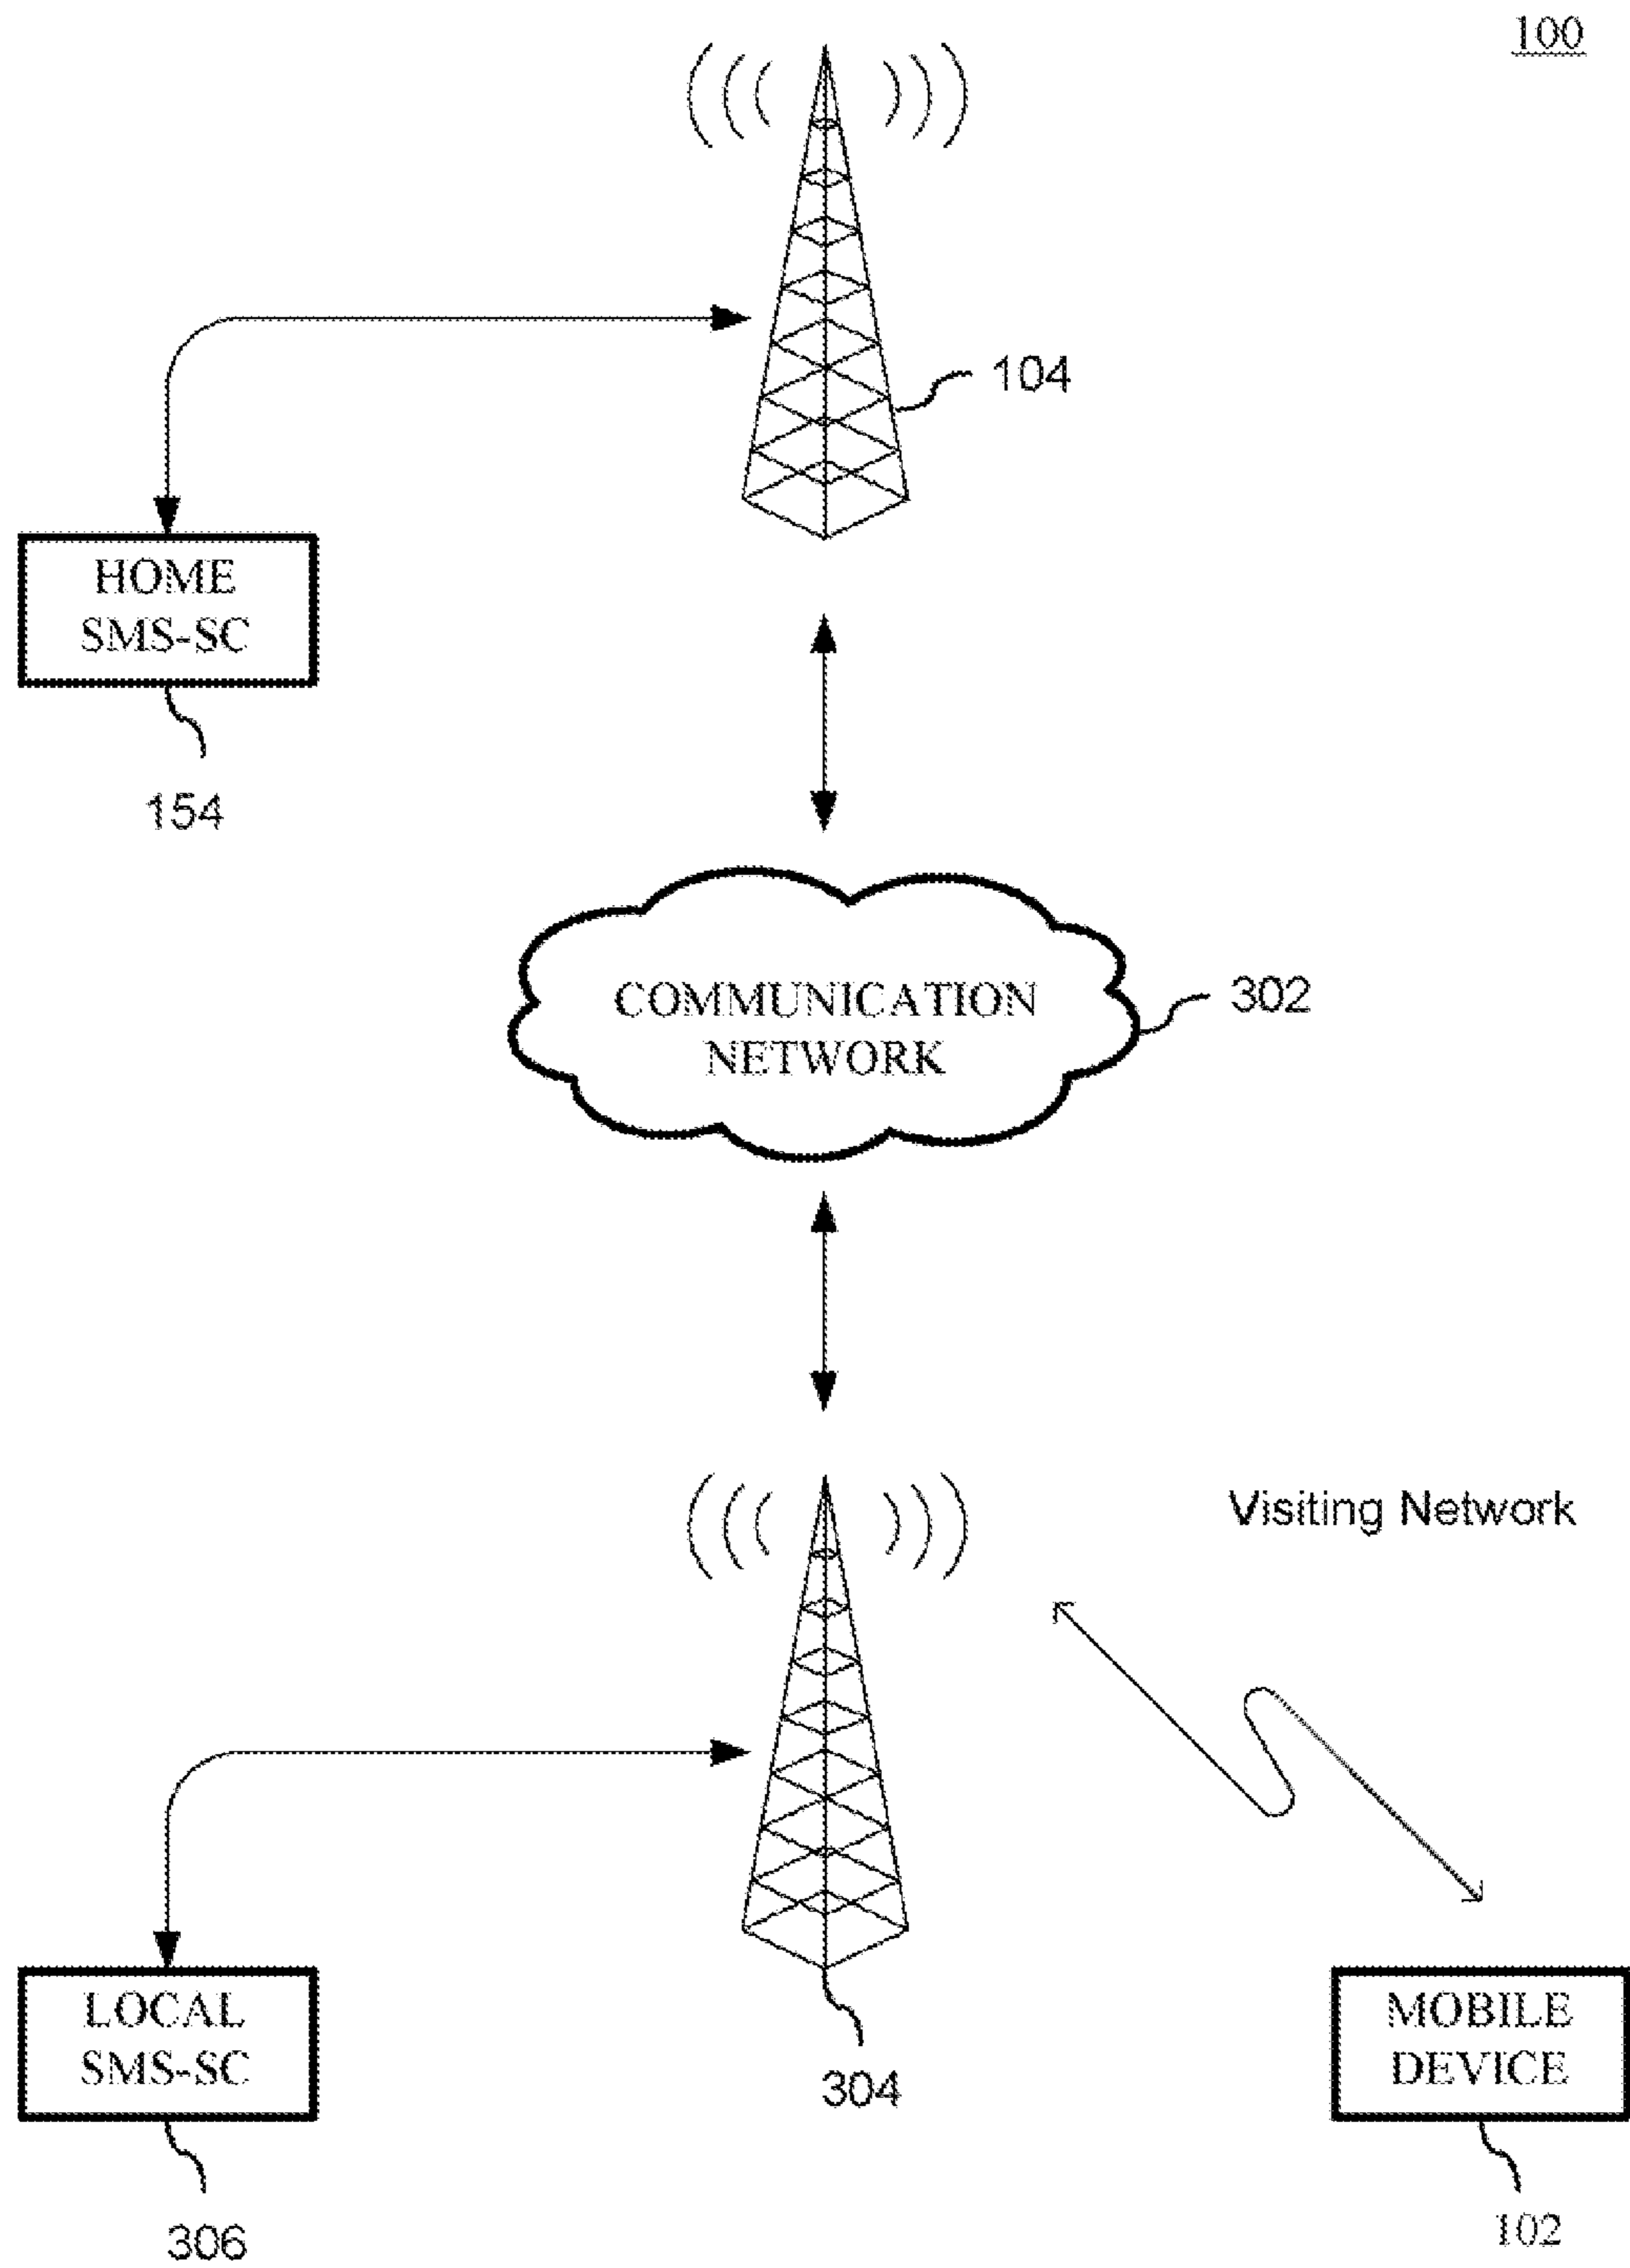 100
104
HOME
SMS-SC
154
COMMUNICATION
NETWORK
302
Visiting Network
LOCAL
SMS-SC
304
MOBILE
DEVICE
306
102